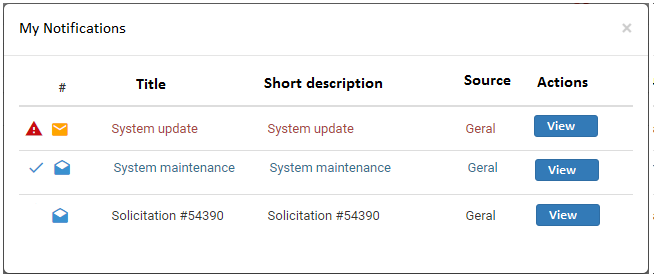 My Notifications ×
# Title Short description Source Actions
System update System update Geral View
System maintenance System maintenance Geral View
Solicitation #54390 Solicitation #54390 Geral View